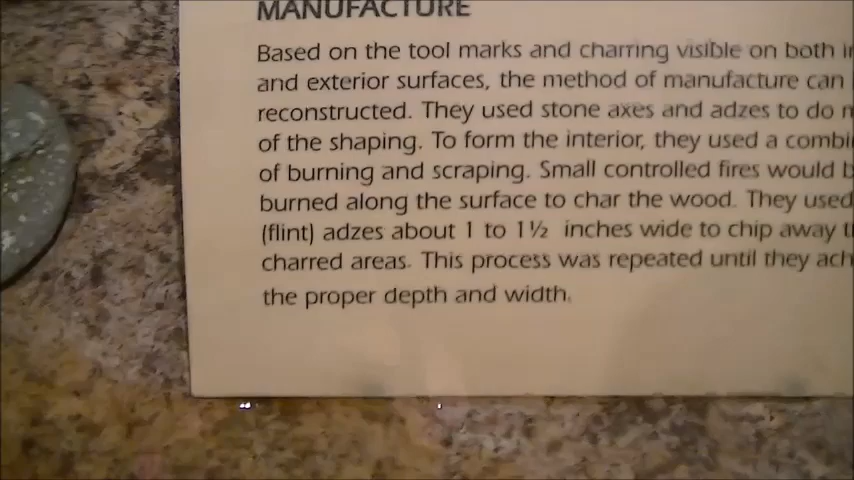 MANUFACTURE
Based on the tool marks and charring visible on both
and exterior surfaces, the method of manufacture can
reconstructed. They used stone axes and adzes to do
of the shaping. To form the interior, they used a
of burning and scraping. Small controlled fires would
burned along the surface to char the wood. They used
(flint) adzes about 1 to 1½ inches wide to chip away
charred areas. This process was repeated until they
the proper depth and width.